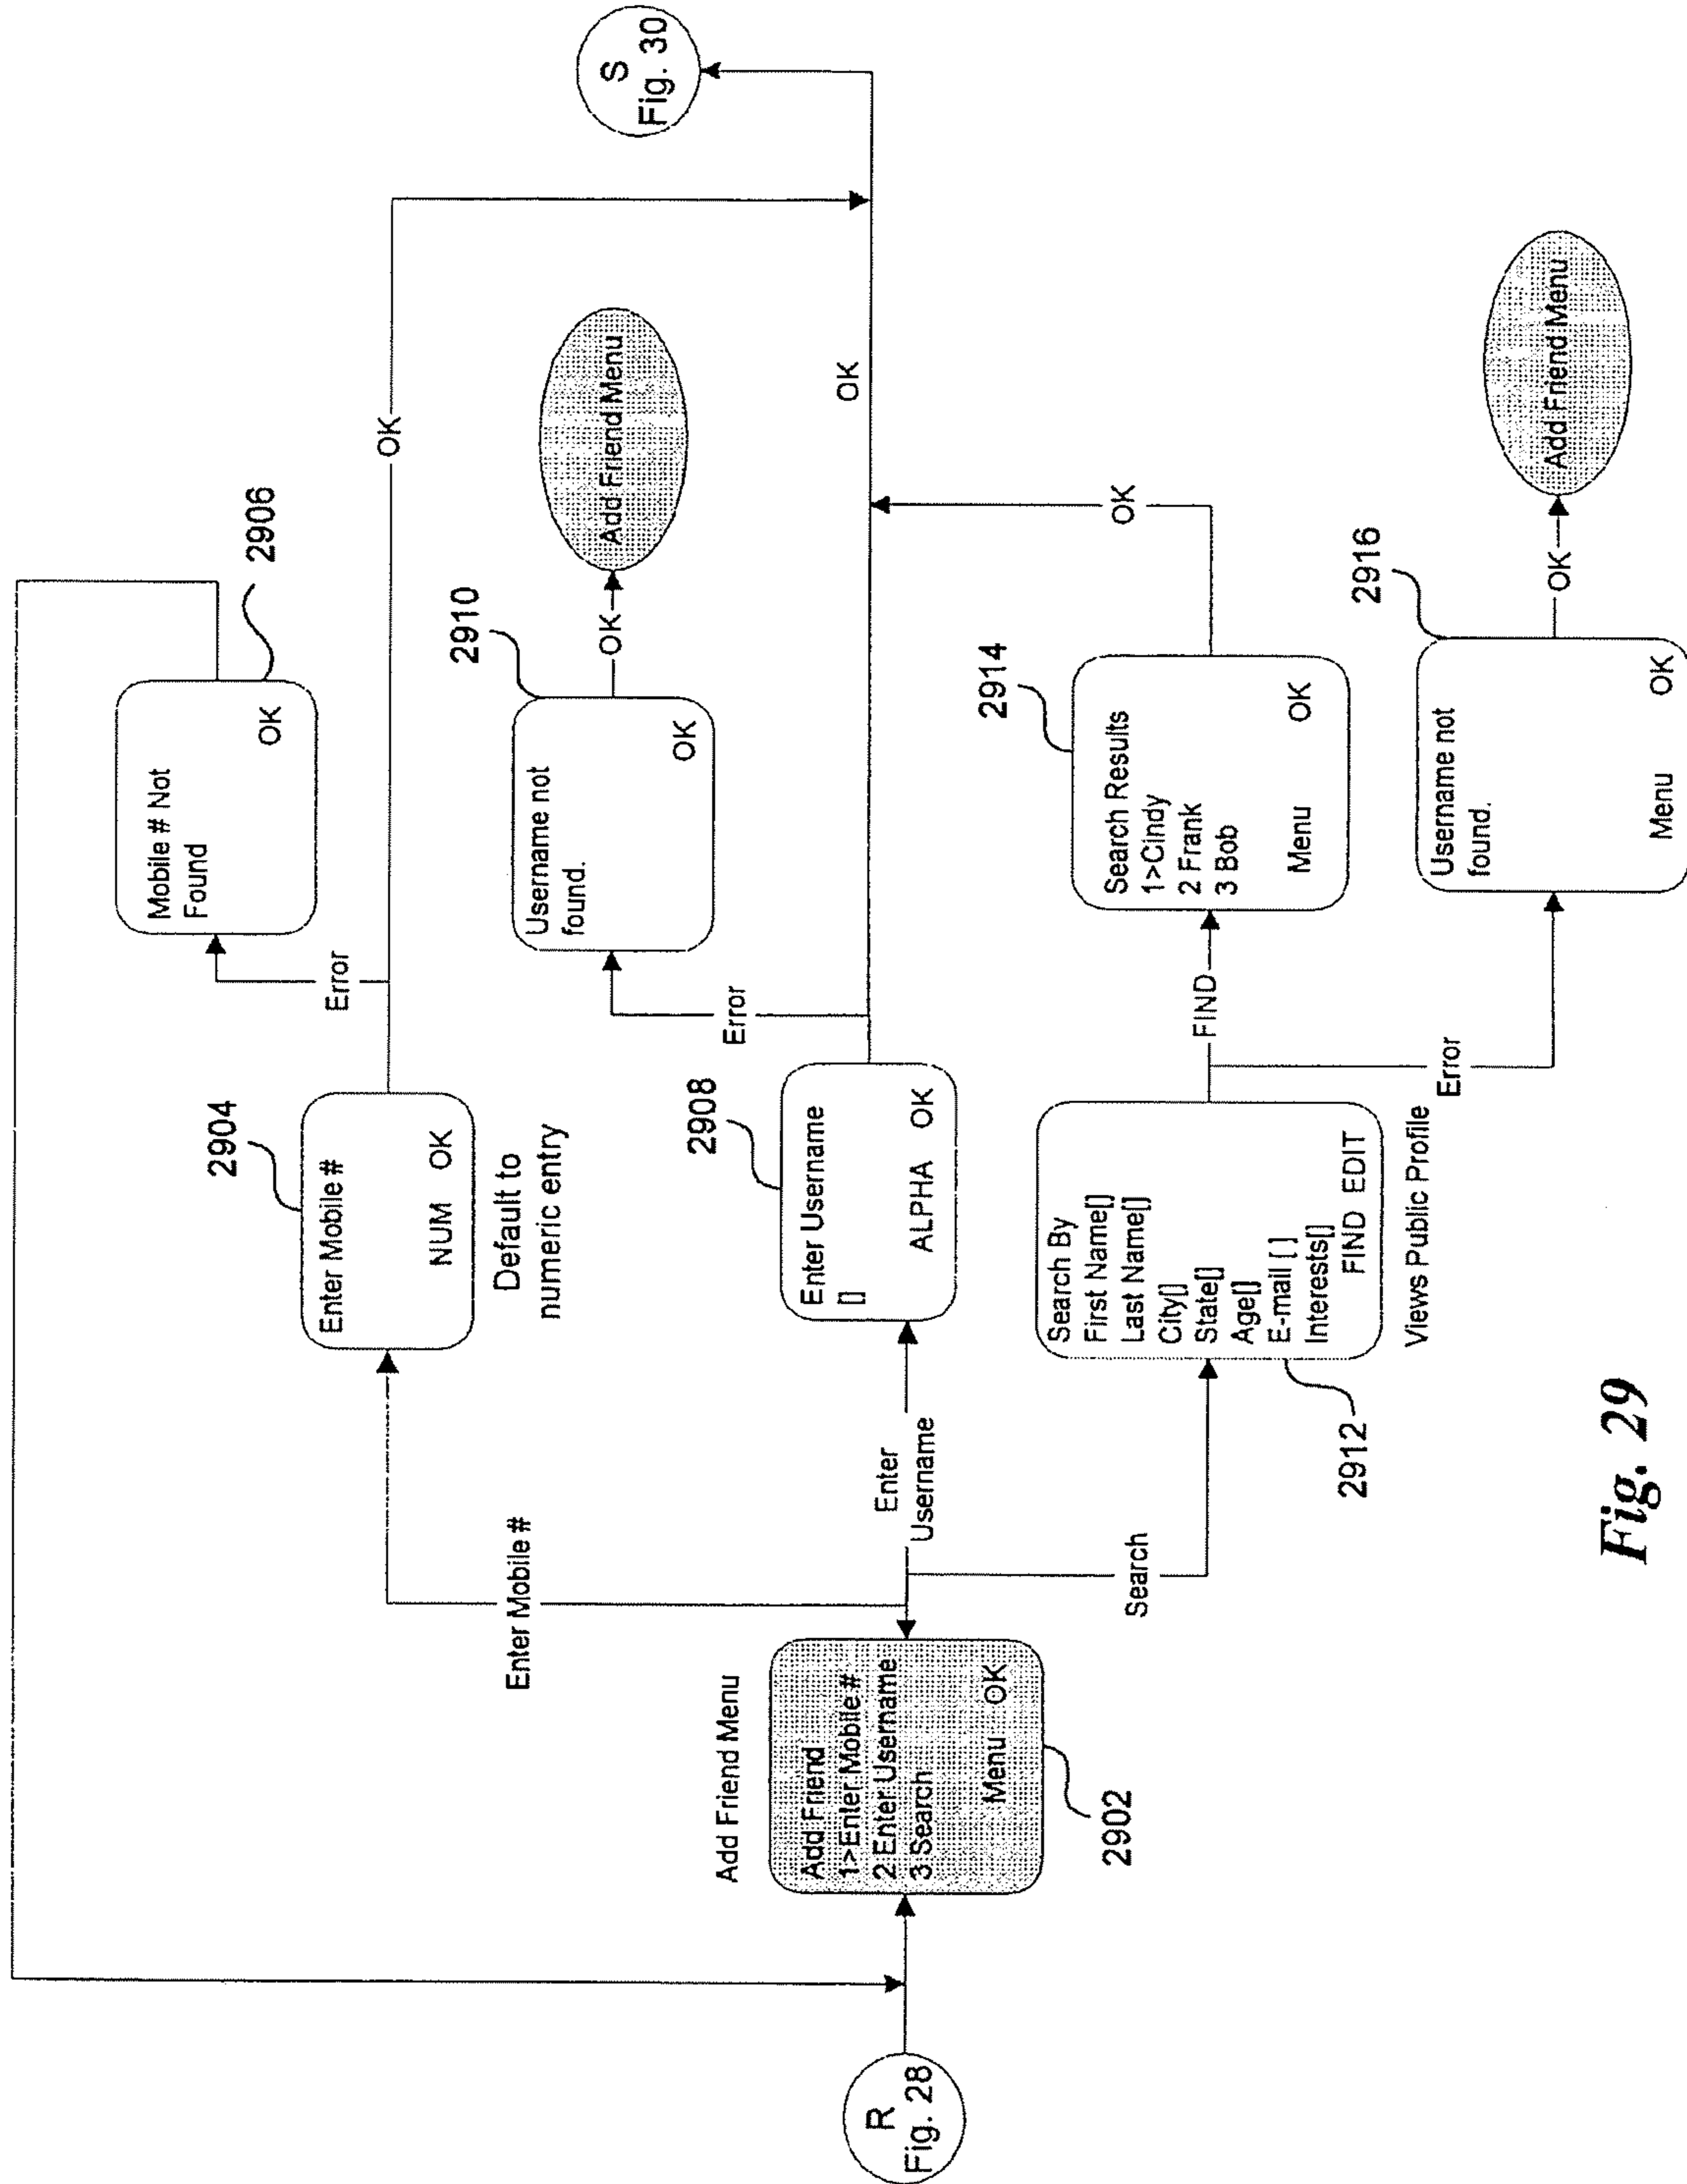 R
Fig. 28
Add Friend Menu
Add Friend
1>Enter Mobile #
2 Enter Username
3 Search
Menu OK
2902
Enter Mobile #
Enter
Username
Search
2904
Enter Mobile #
NUM OK
Default to
numeric entry
Error
2906
Mobile # Not
Found
OK
OK
2908
Enter Username
[]
ALPHA OK
Error
2910
Username not
found.
OK
OK
Add Friend Menu
OK
S
Fig. 30
2912
Search By
First Name[]
Last Name[]
City[]
State[]
Age[]
E-mail [ ]
Interests[]
FIND EDIT
Views Public Profile
FIND
Error
2914
Search Results
1>Cindy
2 Frank
3 Bob
Menu OK
OK
2916
Username not
found.
Menu OK
OK
Add Friend Menu
Fig. 29